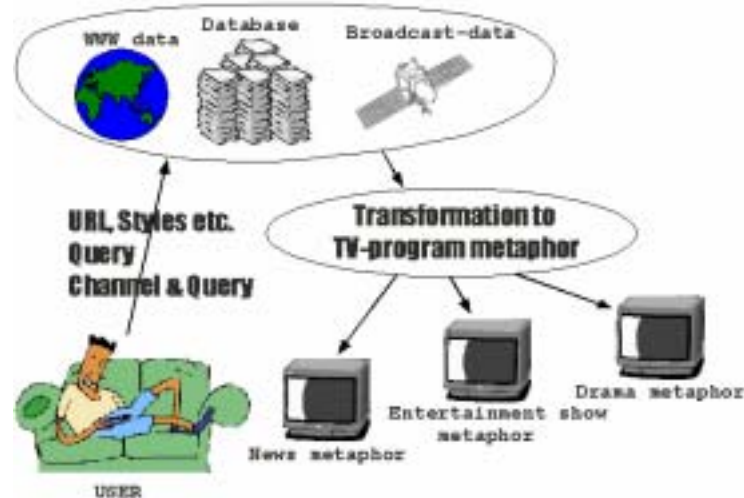 WWW data
Database
Broadcast-data
URL, Styles etc.
Query
Channel & Query
Transformation to
TV-program metaphor
News metaphor
Entertainment show
metaphor
Drama metaphor
USER